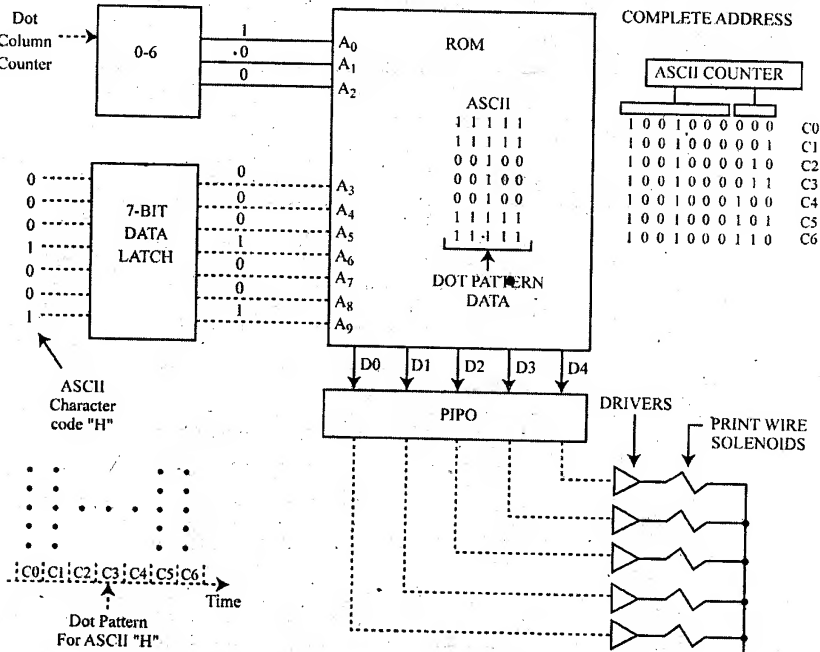 Dot
Column
Counter
0-6
1
0
0
A0
A1
A2
ROM
ASCII
1 1 1 1 1
1 1 1 1 1
0 0 1 0 0
0 0 1 0 0
0 0 1 0 0
1 1 1 1 1
1 1 1 1 1
DOT PATTERN
DATA
COMPLETE ADDRESS
ASCII COUNTER
1 0 0 1 0 0 0 0 0 0 C0
1 0 0 1 0 0 0 0 0 1 C1
1 0 0 1 0 0 0 0 1 0 C2
1 0 0 1 0 0 0 0 1 1 C3
1 0 0 1 0 0 0 1 0 0 C4
1 0 0 1 0 0 0 1 0 1 C5
1 0 0 1 0 0 0 1 1 0 C6
0
0
0
1
0
0
1
7-BIT
DATA
LATCH
0
0
0
1
0
0
1
A3
A4
A5
A6
A7
A8
A9
ASCII
Character
code "H"
D0 D1 D2 D3 D4
PIPO
DRIVERS
PRINT WIRE
SOLENOIDS
C0 C1 C2 C3 C4 C5 C6
Time
Dot Pattern
For ASCII "H"